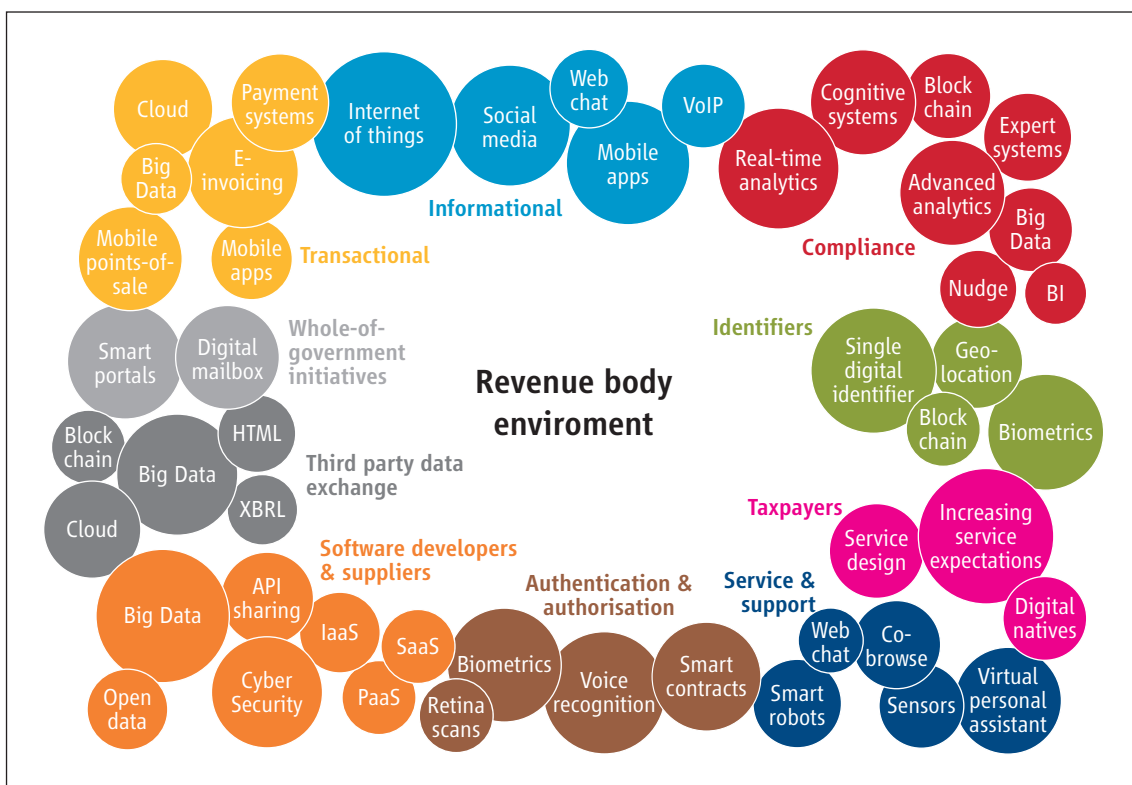 Cloud
Payment
systems
Big
Data
E-
invoicing
Mobile
points-of-
sale
Mobile
apps
Transactional
Internet
of things
Social
media
Web
chat
Mobile
apps
VoIP
Informational
Real-time
analytics
Cognitive
systems
Block
chain
Expert
systems
Advanced
analytics
Big
Data
Nudge
BI
Compliance
Smart
portals
Digital
mailbox
Whole-of-
government
initiatives
Revenue body
enviroment
Identifiers
Single
digital
identifier
Geo-
location
Block
chain
Biometrics
Block
chain
Big Data
HTML
XBRL
Cloud
Third party data
exchange
Taxpayers
Service
design
Increasing
service
expectations
Digital
natives
Software developers
& suppliers
Big Data
API
sharing
IaaS
SaaS
PaaS
Cyber
Security
Open
data
Authentication &
authorisation
Biometrics
Retina
scans
Voice
recognition
Smart
contracts
Service &
support
Web
chat
Co-
browse
Smart
robots
Sensors
Virtual
personal
assistant